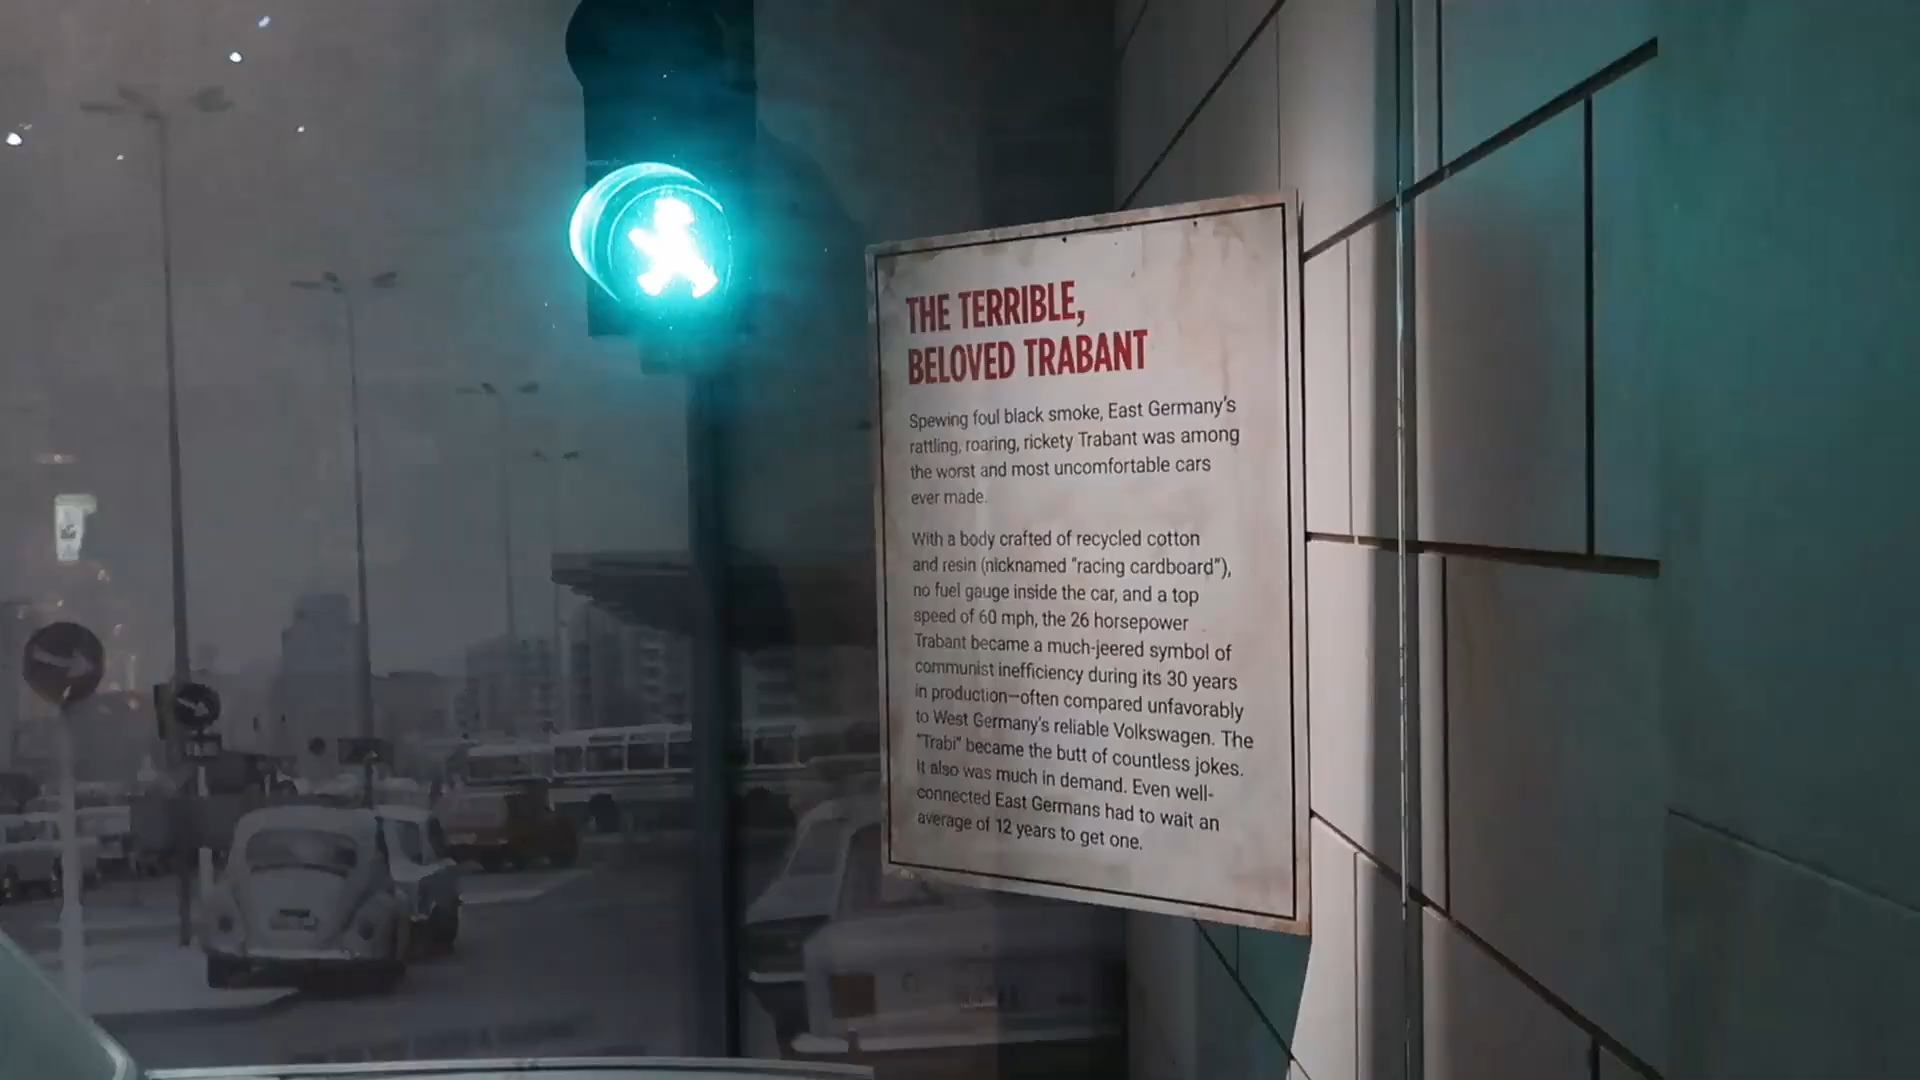 THE TERRIBLE,
BELOVED TRABANT
Spewing foul black smoke, East Germany's
rattling, roaring, rickety Trabant was among
the worst and most uncomfortable cars
ever made.
With a body crafted of recycled cotton
and resin (nicknamed "racing cardboard"),
no fuel gauge inside the car, and a top
speed of 60 mph, the 26 horsepower
Trabant became a much-jeered symbol of
communist inefficiency during its 30 years
in production—often compared unfavorably
to West Germany's reliable Volkswagen. The
"Trabi" became the butt of countless jokes.
It also was much in demand. Even well-
connected East Germans had to wait an
average of 12 years to get one.